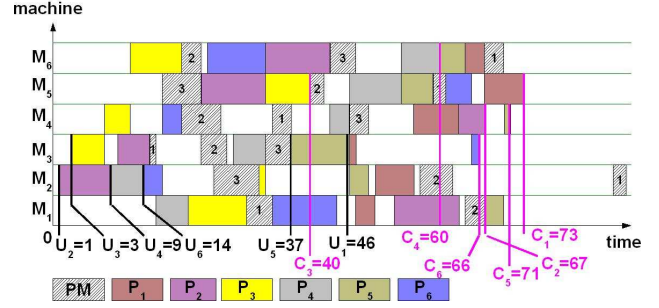 machine
M6 2 3 1
M5 3 2 1
M4 2 1 3
M3 1 2 3
M2 3 2 1
M1 1 2
0 U2=1 U3=3 U4=9 U6=14 U5=37 U1=46 C4=60 C1=73 time
C3=40 C6=66 C5=71 C2=67
PM P1 P2 P3 P4 P5 P6